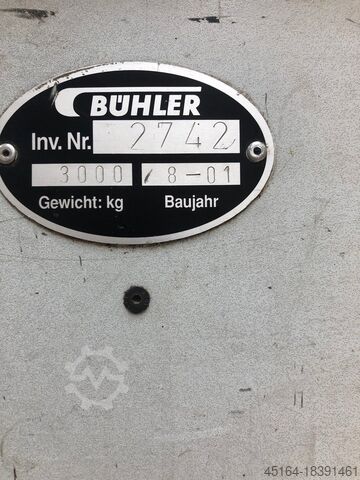 BÜHLER
Inv. Nr. 2742
3000 8-01
Gewicht: kg Baujahr
45164-18391461